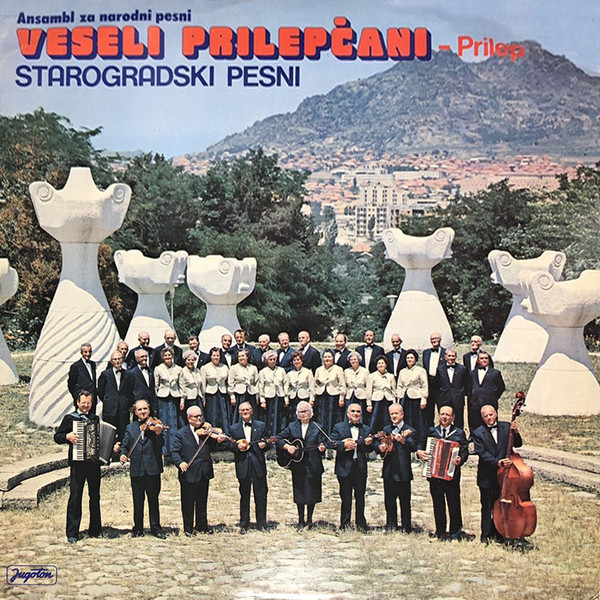 Ansambl za narodni pesni
VESELI PRILEPČANI - Prilep
STAROGRADSKI PESNI
Jugoton